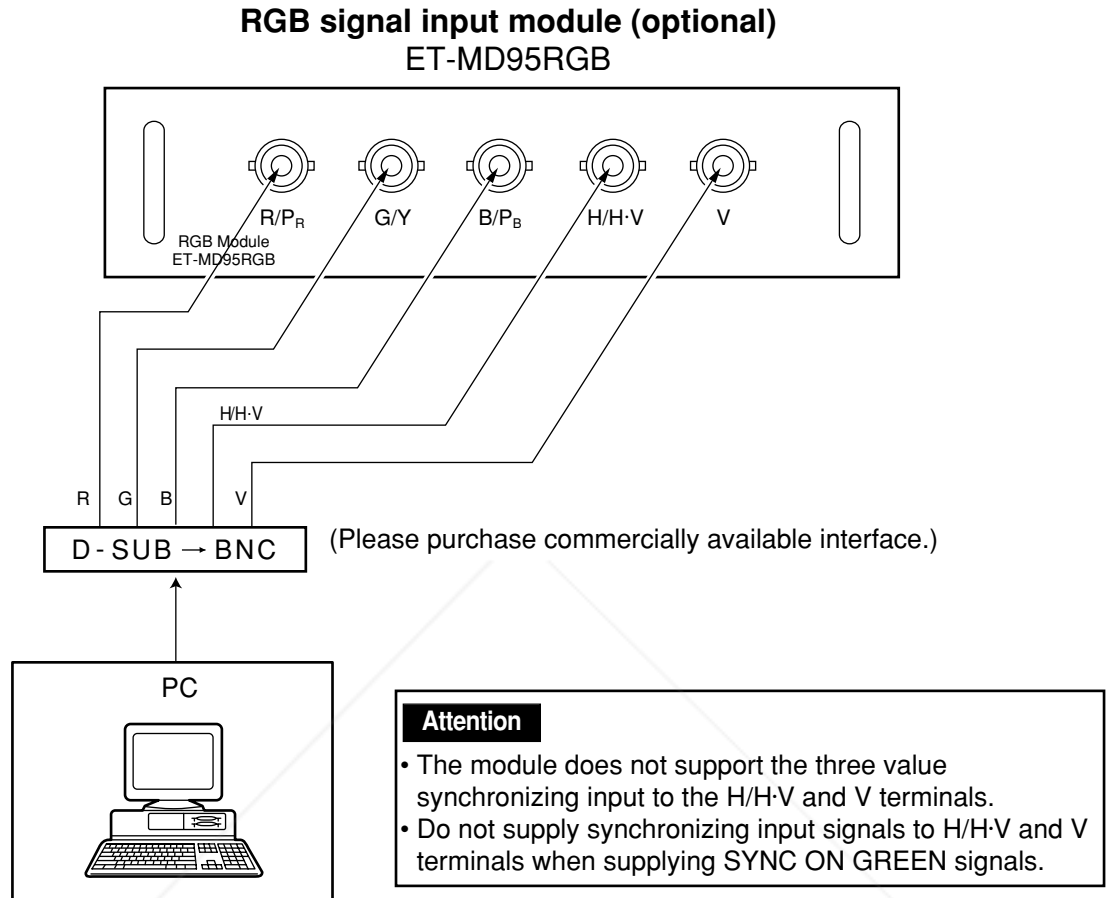 RGB signal input module (optional)
ET-MD95RGB
R/PR
G/Y
B/PB
H/H·V
V
RGB Module
ET-MD95RGB
H/H·V
R
G
B
V
D-SUB → BNC
(Please purchase commercially available interface.)
PC
Attention
• The module does not support the three value
synchronizing input to the H/H·V and V terminals.
• Do not supply synchronizing input signals to H/H·V and V
terminals when supplying SYNC ON GREEN signals.